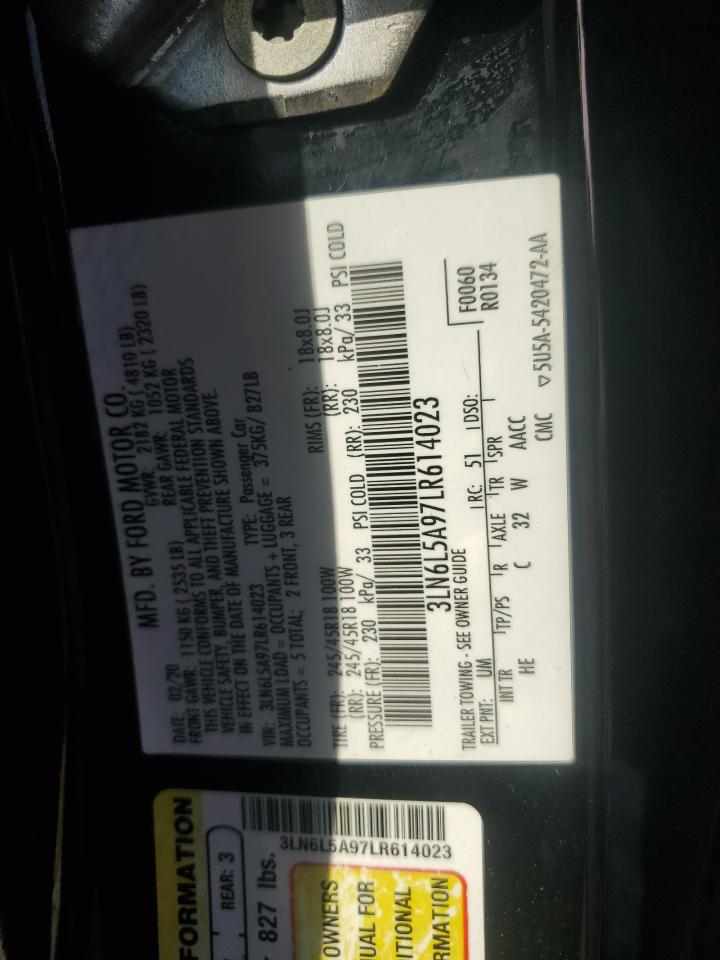 MFD. BY FORD MOTOR CO.
DATE: 02/20 GVWR: 2182 KG ( 4810 LB)
FRONT GAWR: 1150 KG ( 2535 LB) REAR GAWR: 1052 KG ( 2320 LB)
THIS VEHICLE CONFORMS TO ALL APPLICABLE FEDERAL MOTOR
VEHICLE SAFETY, BUMPER, AND THEFT PREVENTION STANDARDS
IN EFFECT ON THE DATE OF MANUFACTURE SHOWN ABOVE.
VIN: 3LN6L5A97LR614023 TYPE: Passenger Car
MAXIMUM LOAD = OCCUPANTS + LUGGAGE = 375KG/ 827LB
OCCUPANTS = 5 TOTAL; 2 FRONT, 3 REAR
TIRE (FR): 245/45R18 100W RIMS (FR): 18x8.0J
(RR): 245/45R18 100W (RR): 18x8.0J
PRESSURE (FR): 230 kPa/ 33 PSI COLD (RR): 230 kPa/ 33 PSI COLD
3LN6L5A97LR614023
TRAILER TOWING - SEE OWNER GUIDE F0060
EXT PNT: UM RC: 51 DSO: R0134
INT TR TP/PS R AXLE TR SPR
HE C 32 W AACC
CMC 5U5A-5420472-AA
FORMATION
REAR: 3
827 lbs.
3LN6L5A97LR614023
OWNERS
UAL FOR
ITIONAL
RMATION